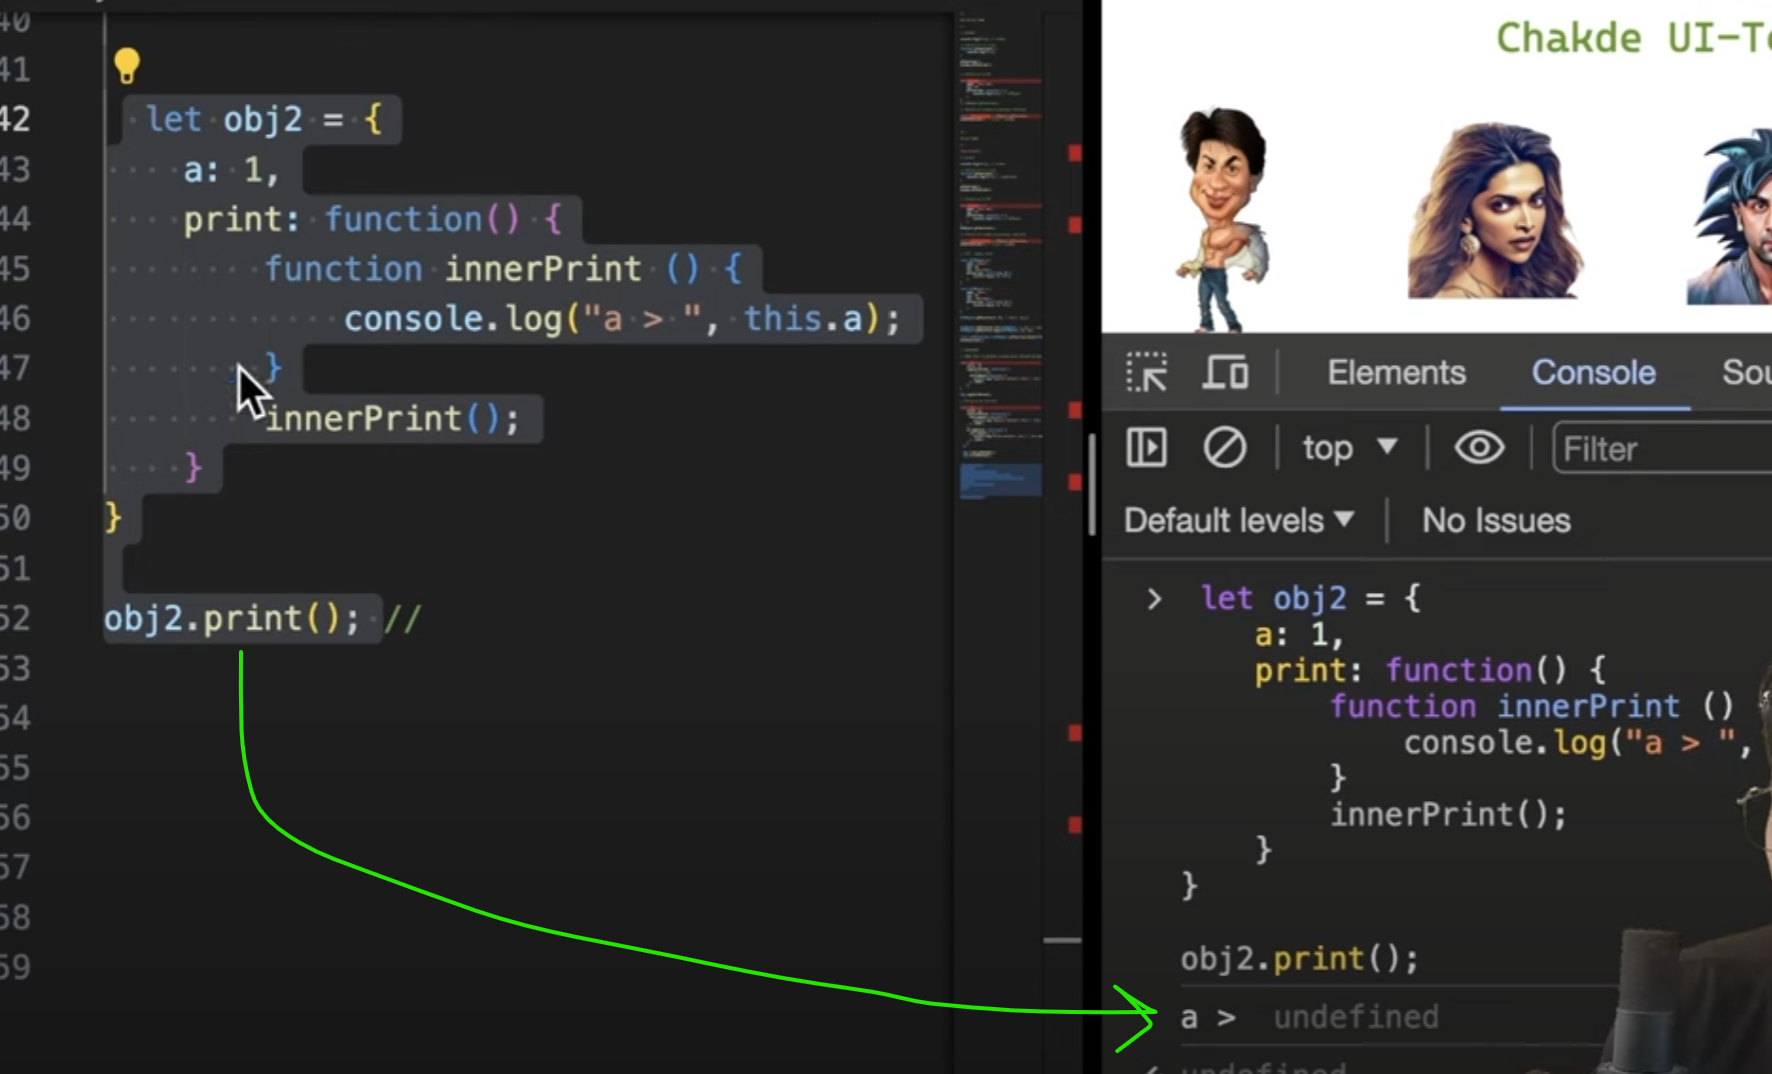 40
41
42 let obj2 = {
43 a: 1,
44 print: function() {
45 function innerPrint () {
46 console.log("a > ", this.a);
47 }
48 innerPrint();
49 }
50 }
51
52 obj2.print(); //
53
54
55
56
57
58
59
Chakde UI-Te
Elements Console Sou
top Filter
Default levels No Issues
> let obj2 = {
a: 1,
print: function() {
function innerPrint ()
console.log("a > ",
}
innerPrint();
}
}
obj2.print();
a > undefined
undefined